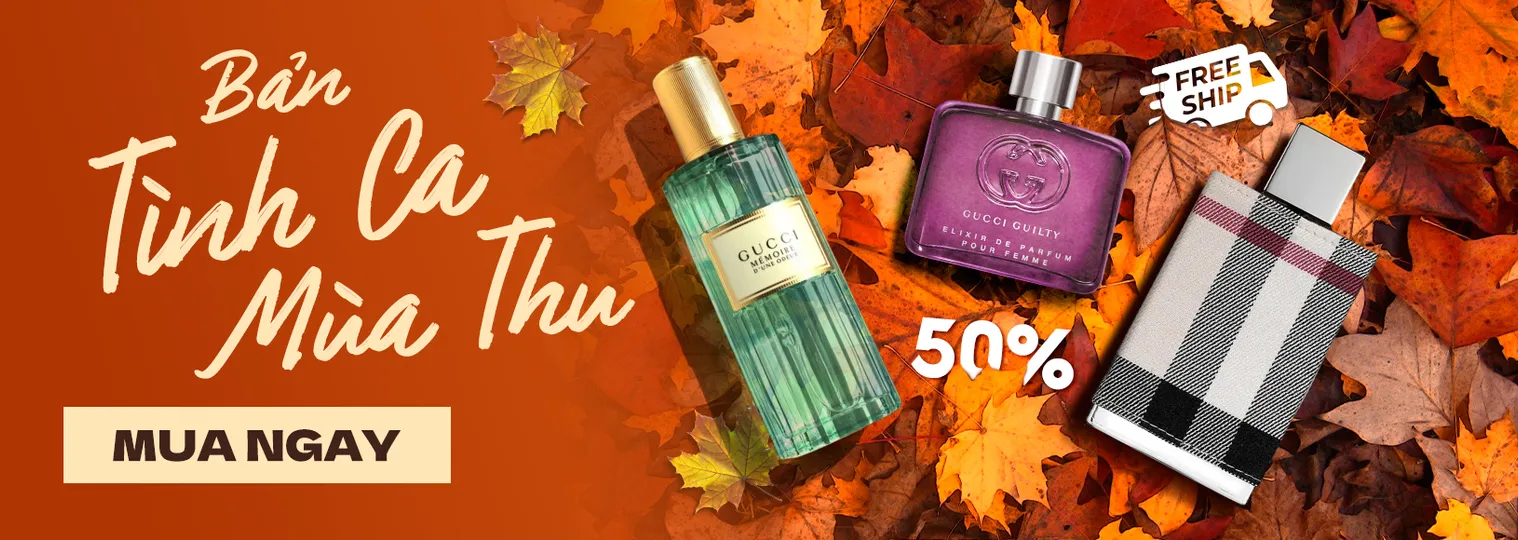 Bản
Tình Ca
Mùa Thu
MUA NGAY
GUCCI
MÉMOIRE
D'UNE ODEUR
GUCCI GUILTY
ELIXIR DE PARFUM
POUR FEMME
50%
FREE
SHIP